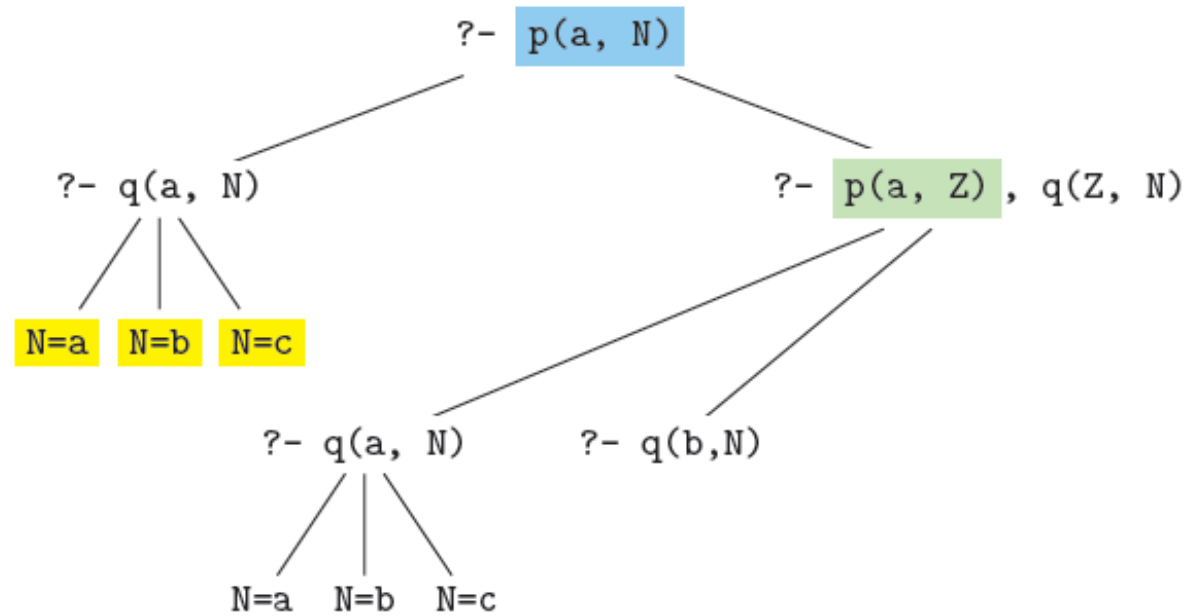 ?- p(a, N)
?- q(a, N) ?- p(a, Z), q(Z, N)
N=a N=b N=c
?- q(a, N) ?- q(b,N)
N=a N=b N=c